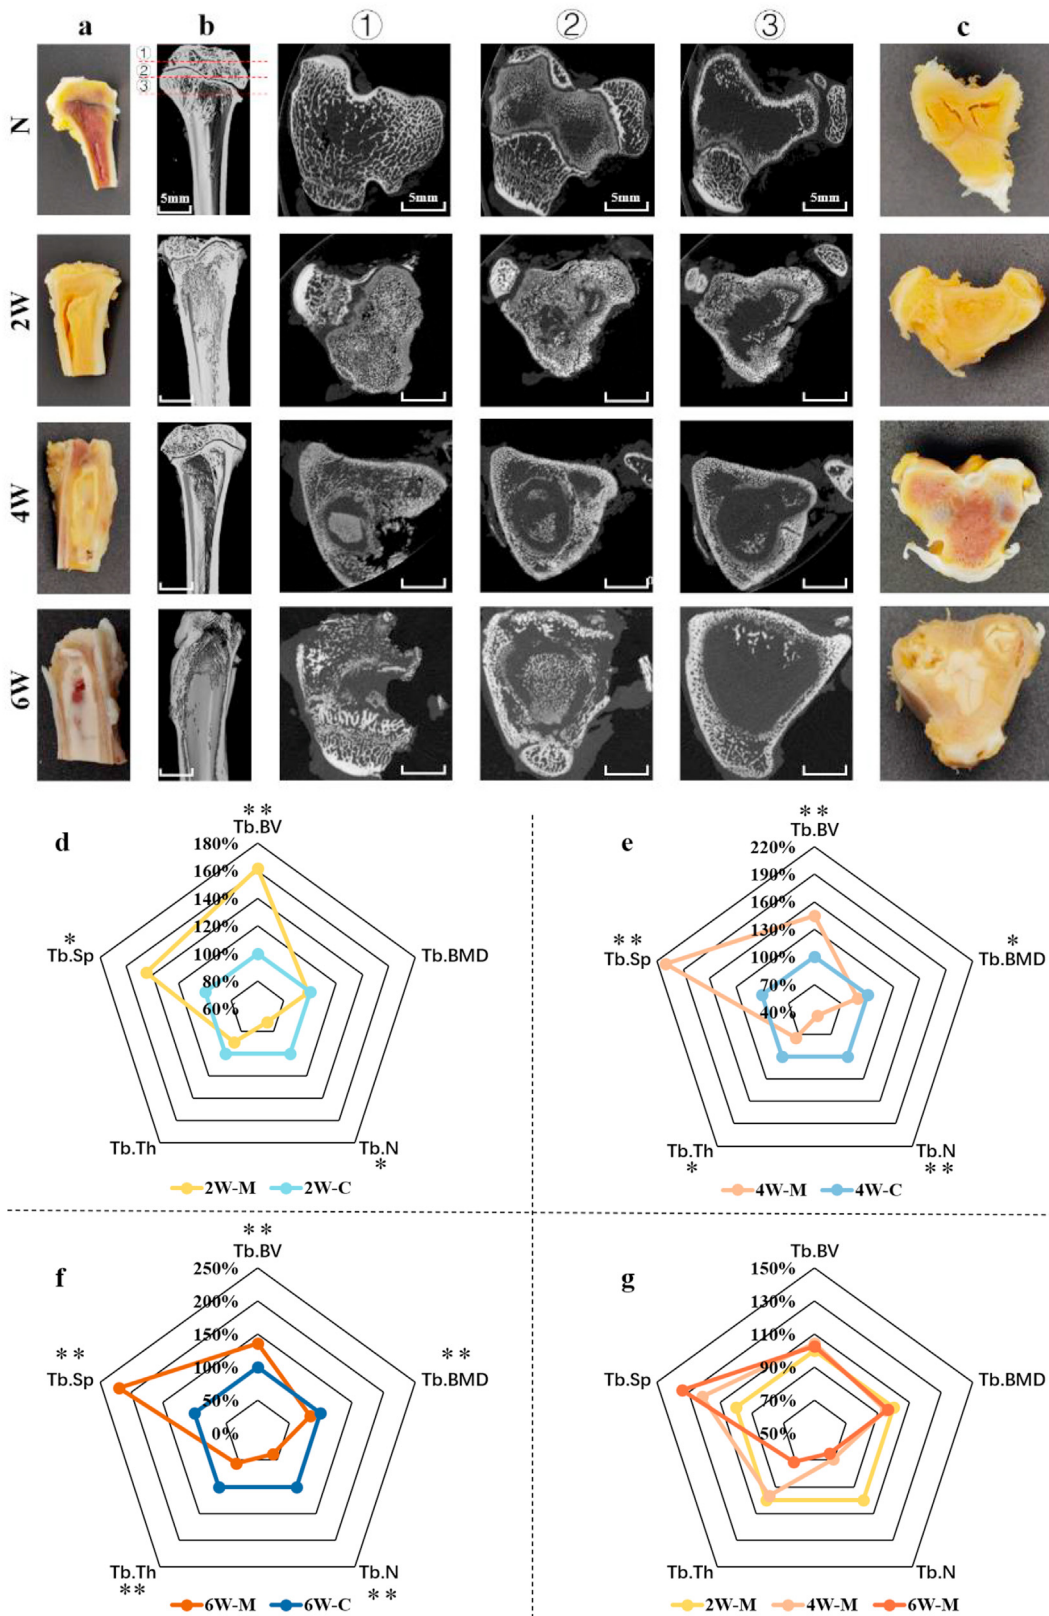 a b ① ② ③ c
N
①
②
③
5mm 5mm 5mm 5mm
2W
4W
6W
d
**
Tb.BV
180%
160%
140%
120%
100%
80%
60%
*
Tb.Sp
Tb.BMD
Tb.Th
Tb.N
*
2W-M 2W-C
e
**
Tb.BV
220%
190%
160%
130%
100%
70%
40%
**
Tb.Sp
*
Tb.BMD
Tb.Th
*
Tb.N
**
4W-M 4W-C
f
**
Tb.BV
250%
200%
150%
100%
50%
0%
**
Tb.Sp
**
Tb.BMD
Tb.Th
**
Tb.N
**
6W-M 6W-C
g
Tb.BV
150%
130%
110%
90%
70%
50%
Tb.Sp
Tb.BMD
Tb.Th
Tb.N
2W-M 4W-M 6W-M